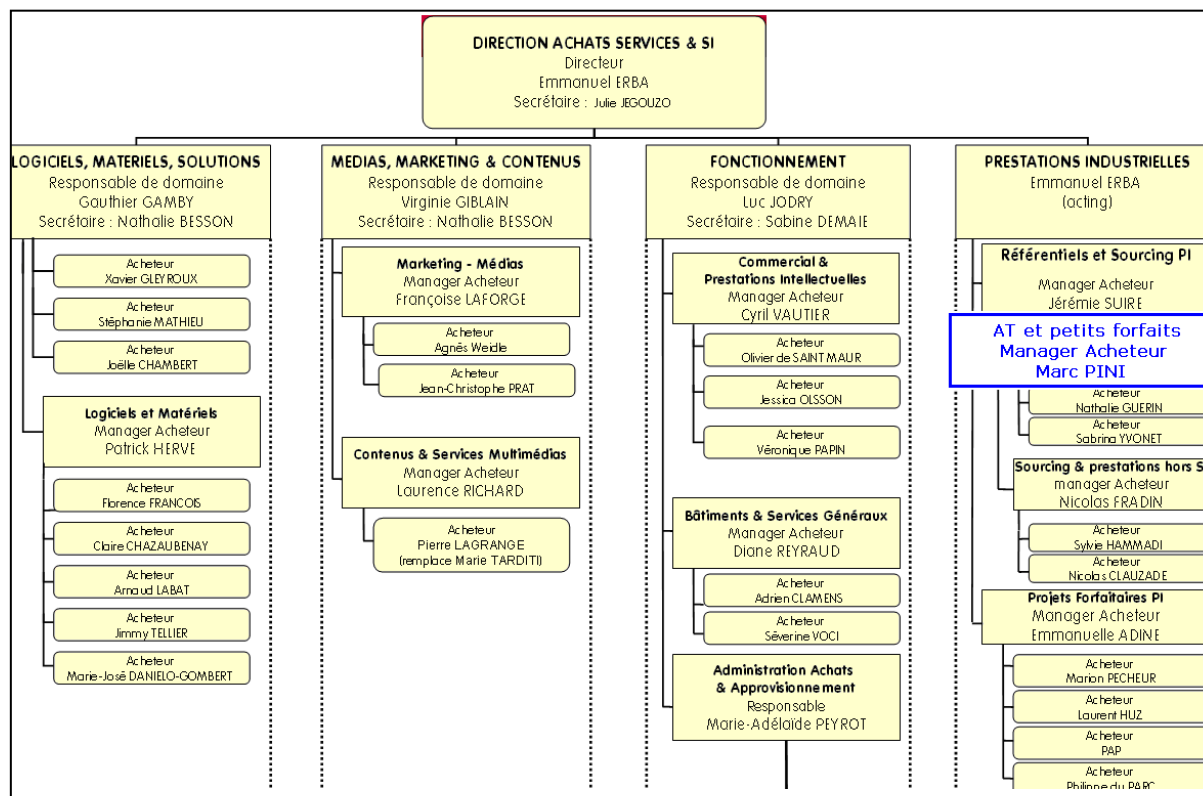 DIRECTION ACHATS SERVICES & SI
Directeur
Emmanuel ERBA
Secrétaire : Julie JEGOUZO
LOGICIELS, MATERIELS, SOLUTIONS
Responsable de domaine
Gauthier GAMBY
Secrétaire : Nathalie BESSON
Acheteur
Xavier GLEYROUX
Acheteur
Stéphanie MATHIEU
Acheteur
Joëlle CHAMBERT
Logiciels et Matériels
Manager Acheteur
Patrick HERVE
Acheteur
Florence FRANCOIS
Acheteur
Claire CHAZAUBENAY
Acheteur
Arnaud LABAT
Acheteur
Jimmy TELLIER
Acheteur
Marie-José DANIELO-GOMBERT
MEDIAS, MARKETING & CONTENUS
Responsable de domaine
Virginie GIBLAIN
Secrétaire : Nathalie BESSON
Marketing - Médias
Manager Acheteur
Françoise LAFORGE
Acheteur
Agnès Weidle
Acheteur
Jean-Christophe PRAT
Contenus & Services Multimédias
Manager Acheteur
Laurence RICHARD
Acheteur
Pierre LAGRANGE
(remplace Marie TARDITI)
FONCTIONNEMENT
Responsable de domaine
Luc JODRY
Secrétaire : Sabine DEMAIE
Commercial &
Prestations Intellectuelles
Manager Acheteur
Cyril VAUTIER
Acheteur
Olivier de SAINT MAUR
Acheteur
Jessica OLSSON
Acheteur
Véronique PAPIN
Bâtiments & Services Généraux
Manager Acheteur
Diane REYRAUD
Acheteur
Adrien CLAMENS
Acheteur
Séverine VOCI
Administration Achats
& Approvisionnement
Responsable
Marie-Adélaïde PEYROT
PRESTATIONS INDUSTRIELLES
Emmanuel ERBA
(acting)
Référentiels et Sourcing PI
Manager Acheteur
Jérémie SUIRE
AT et petits forfaits
Manager Acheteur
Marc PINI
Acheteur
Nathalie GUERIN
Acheteur
Sabrina YVONET
Sourcing & prestations hors S
manager Acheteur
Nicolas FRADIN
Acheteur
Sylvie HAMMADI
Acheteur
Nicolas CLAUZADE
Projets Forfaitaires PI
Manager Acheteur
Emmanuelle ADINE
Acheteur
Marion PECHEUR
Acheteur
Laurent HUZ
Acheteur
PAP
Acheteur
Philippe du PARC